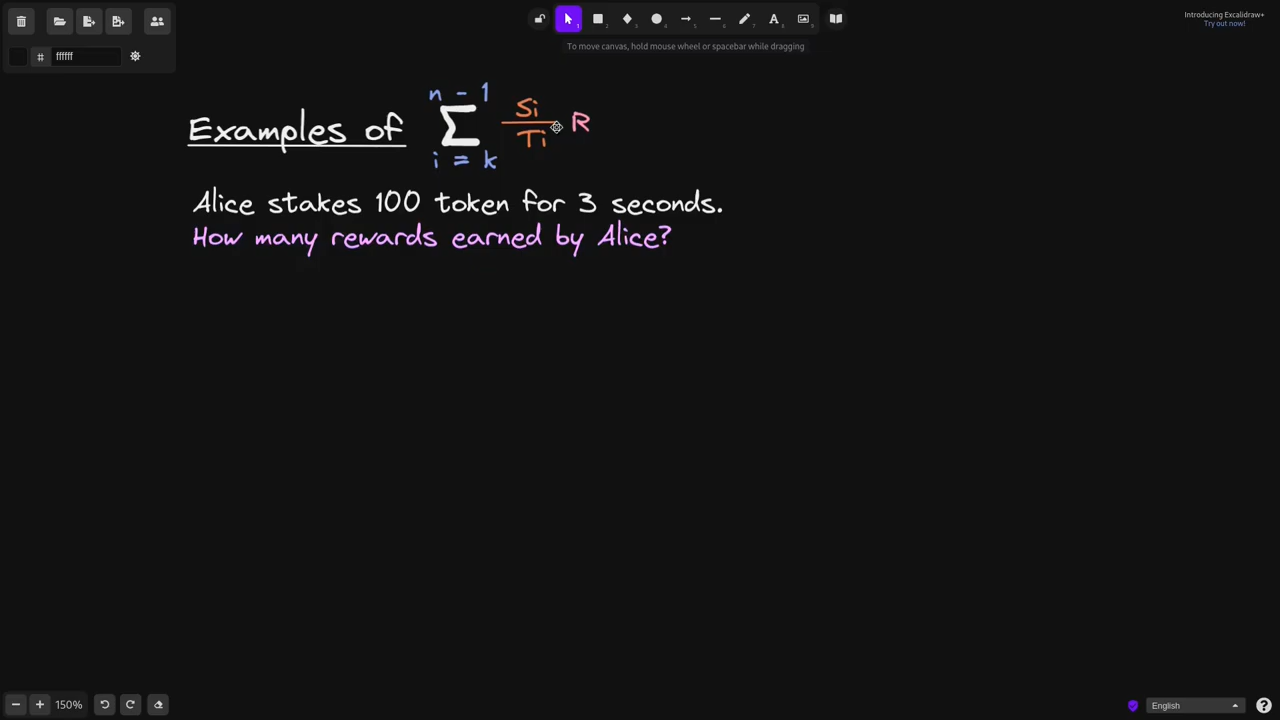 Introducing Excalidraw+
Try out now!
To move canvas, hold mouse wheel or spacebar while dragging
# ffffff
Examples of
n - 1
Σ
i = k
Si
Ti
R
Alice stakes 100 token for 3 seconds.
How many rewards earned by Alice?
150%
English